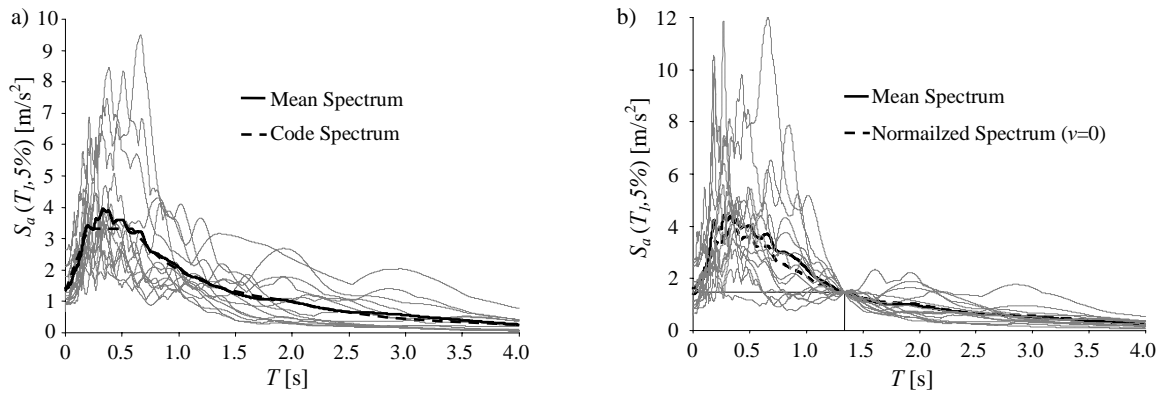 a)
10
9
8
7
6
5
4
3
2
1
0
Sa (T1,5%) [m/s2]
Mean Spectrum
Code Spectrum
0 0.5 1.0 1.5 2.0 2.5 3.0 3.5 4.0
T [s]
b)
12
10
8
6
4
2
0
Sa (T1,5%) [m/s2]
Mean Spectrum
Normailzed Spectrum (v=0)
0 0.5 1.0 1.5 2.0 2.5 3.0 3.5 4.0
T [s]